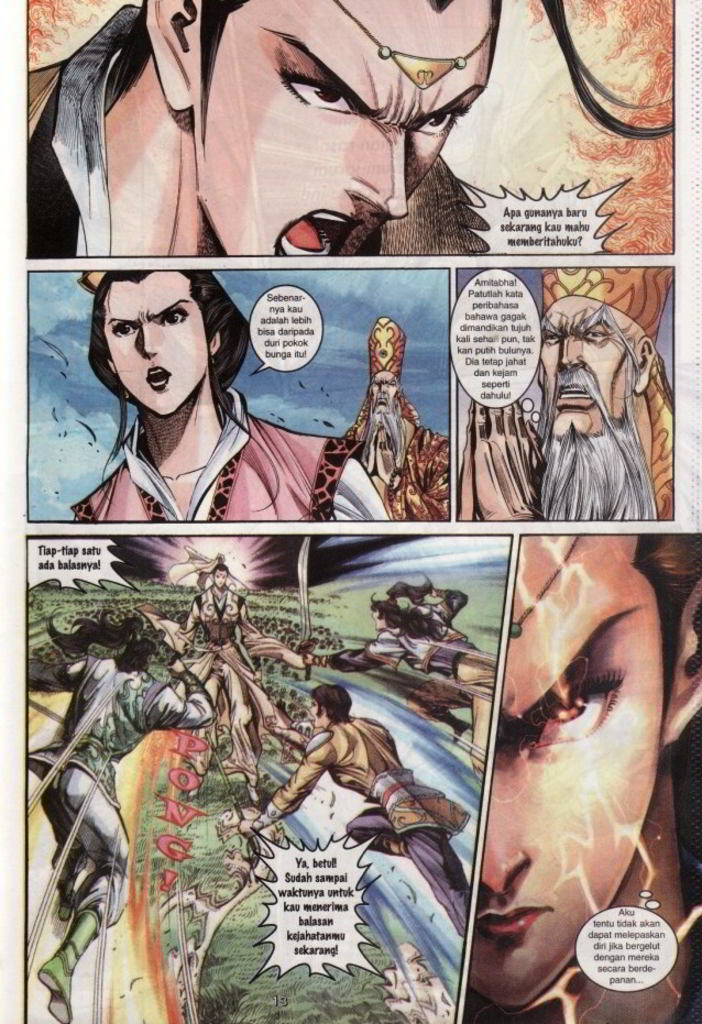 Apa gunanya baru
sekarang kau mahu
memberitahuku?
Sebenar-
nya kau
adalah lebih
bisa daripada
duri pokok
bunga itu!
Amitabha!
Patutlah kata
peribahasa
bahawa gagak
dimandikan tujuh
kali sehari pun, tak
kan putih bulunya.
Dia tetap jahat
dan kejam
seperti
dahulu!
Tiap-tiap satu
ada balasnya!
PONG!
Ya, betul!
Sudah sampai
waktunya untuk
kau menerima
balasan
kejahatanmu
sekarang!
Aku
tentu tidak akan
dapat melepaskan
diri jika bergelut
dengan mereka
secara berde-
panan...
13